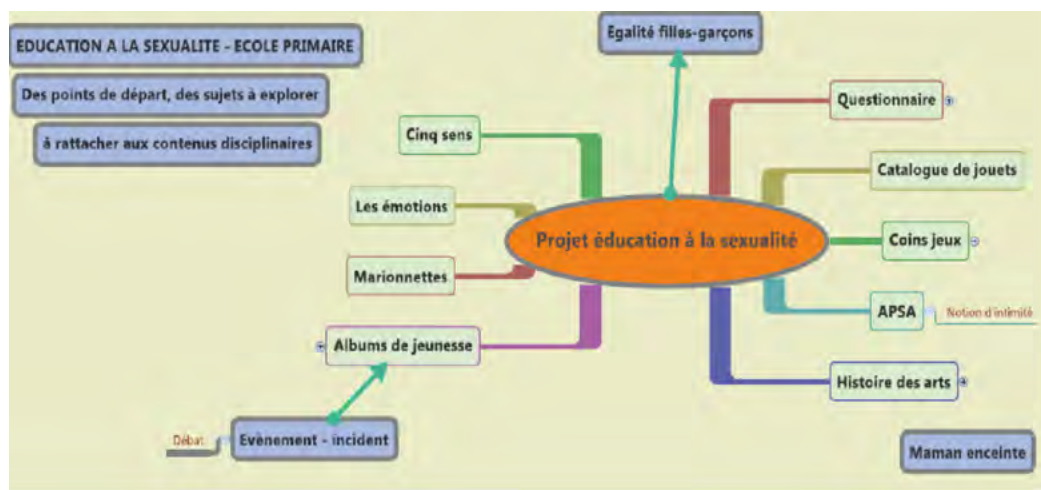 EDUCATION A LA SEXUALITE - ECOLE PRIMAIRE
Des points de départ, des sujets à explorer
à rattacher aux contenus disciplinaires
Egalité filles-garçons
Cinq sens
Les émotions
Marionnettes
Albums de jeunesse
Débat
Evènement - incident
Projet éducation à la sexualité
Questionnaire
Catalogue de jouets
Coins jeux
APSA
Notion d'intimité
Histoire des arts
Maman enceinte